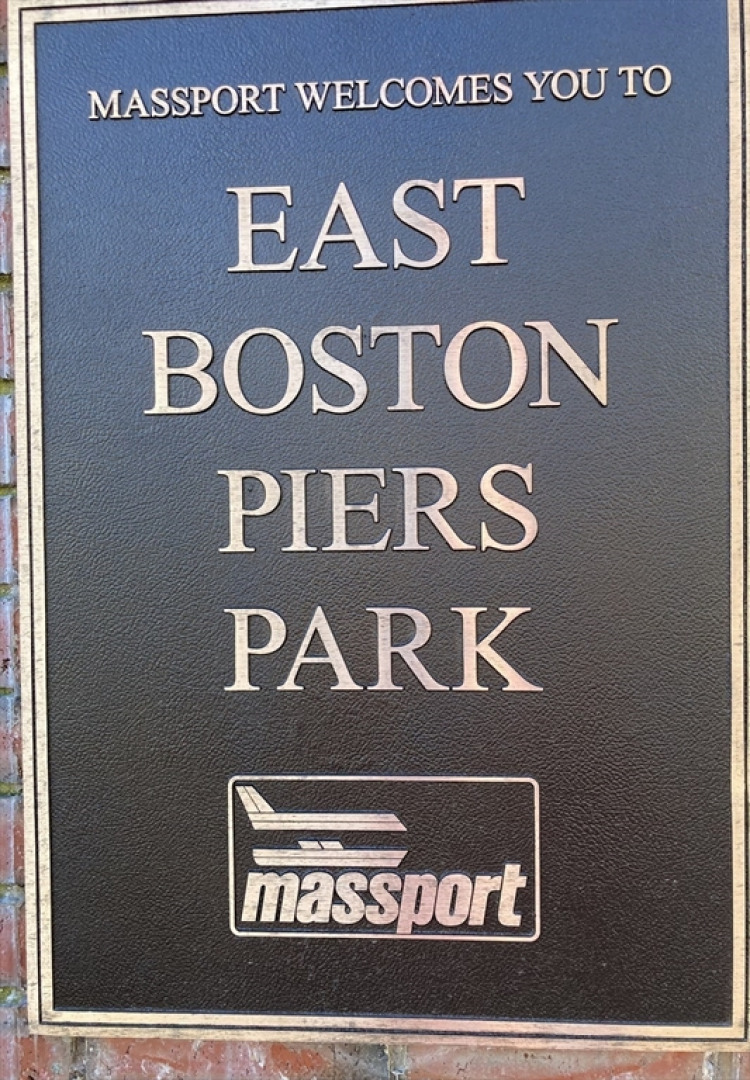 MASSPORT WELCOMES YOU TO
EAST
BOSTON
PIERS
PARK
massport